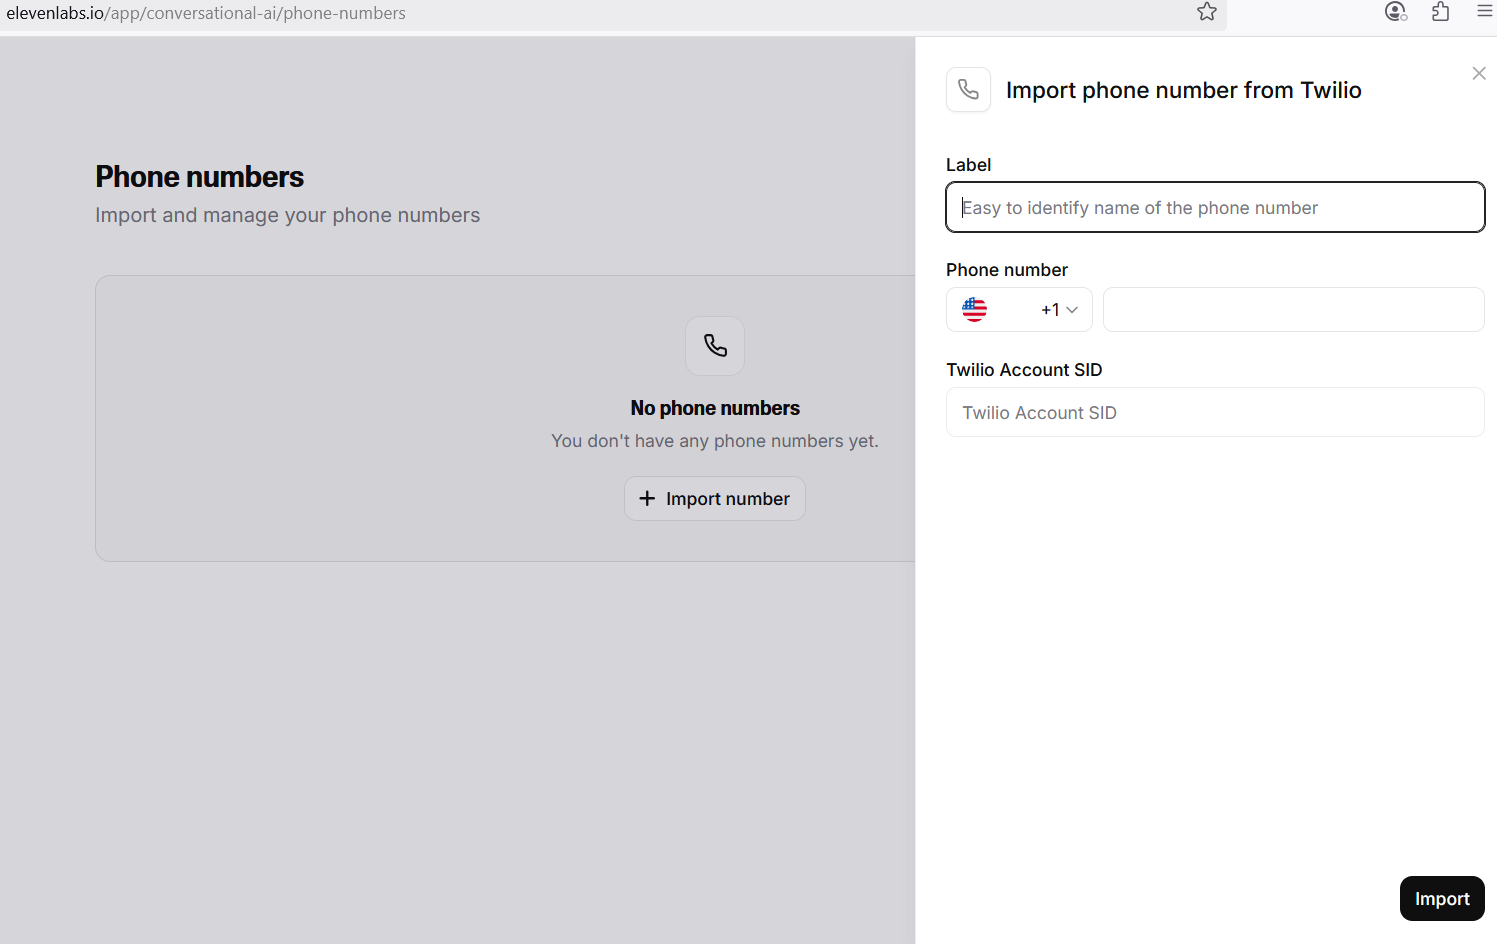 elevenlabs.io/app/conversational-ai/phone-numbers
Phone numbers
Import and manage your phone numbers
No phone numbers
You don't have any phone numbers yet.
+ Import number
Import phone number from Twilio
Label
Easy to identify name of the phone number
Phone number
+1
Twilio Account SID
Twilio Account SID
Import